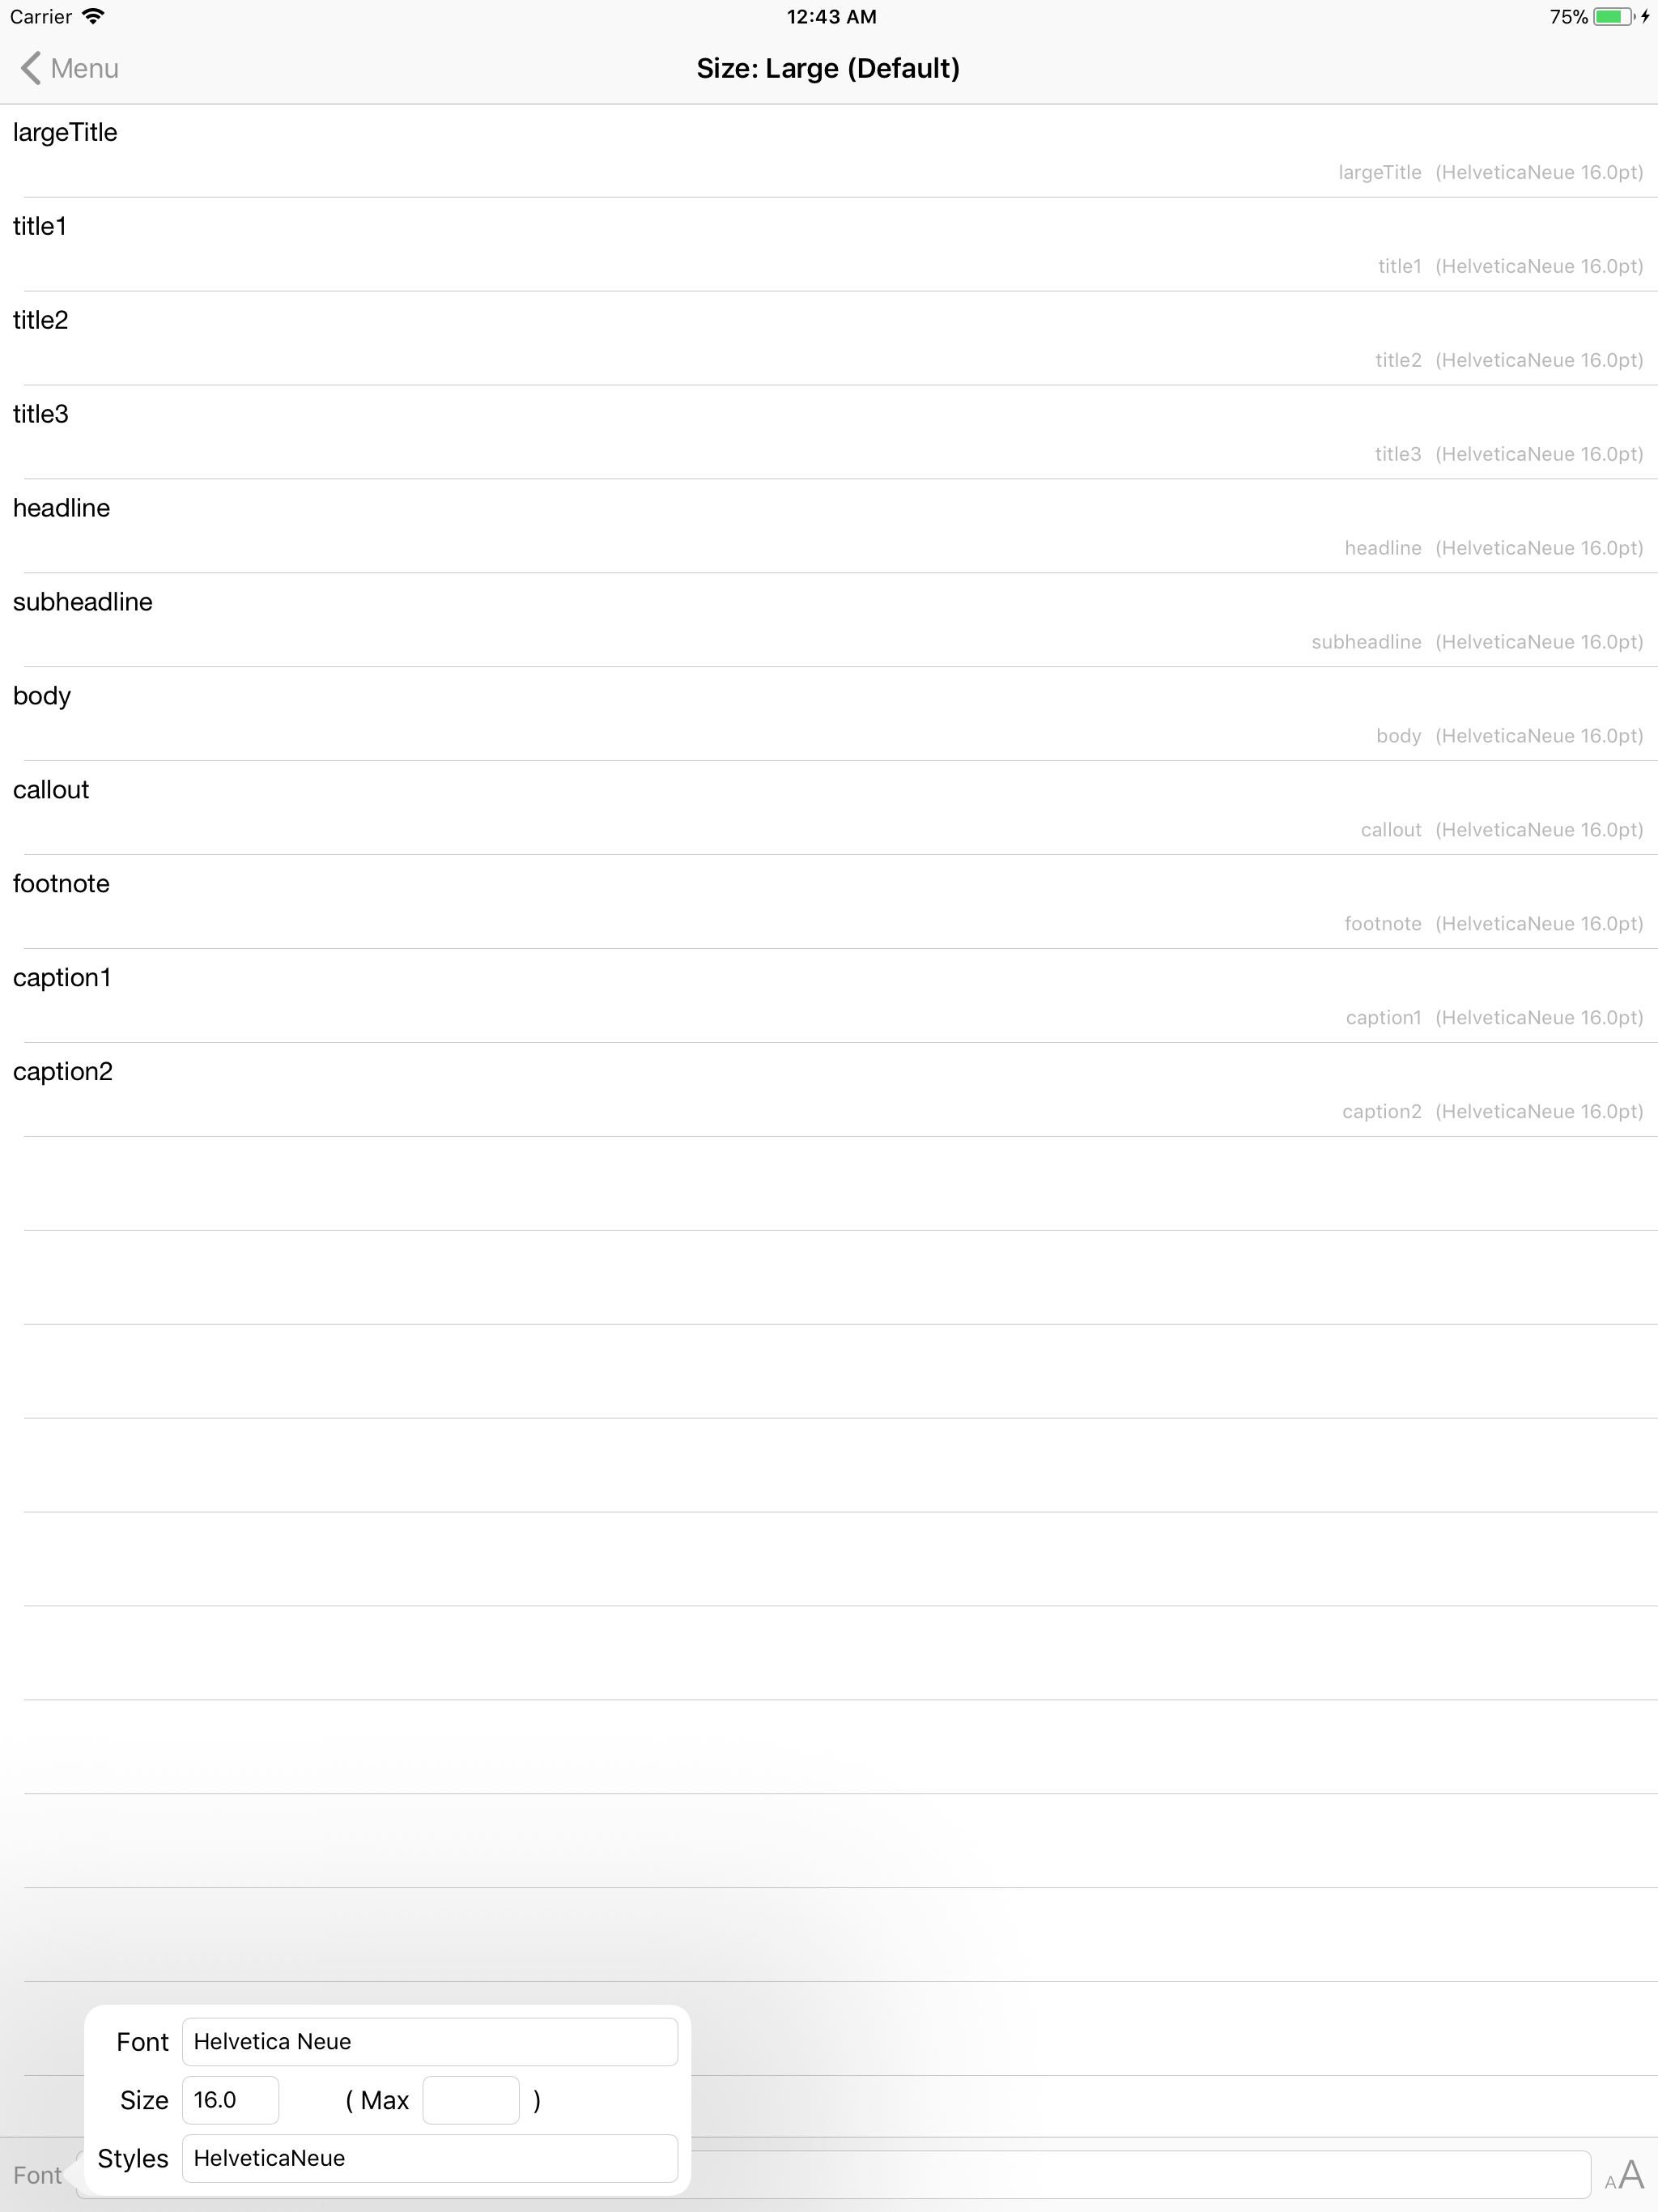 Carrier 12:43 AM 75%
Menu Size: Large (Default)
largeTitle
largeTitle (HelveticaNeue 16.0pt)
title1
title1 (HelveticaNeue 16.0pt)
title2
title2 (HelveticaNeue 16.0pt)
title3
title3 (HelveticaNeue 16.0pt)
headline
headline (HelveticaNeue 16.0pt)
subheadline
subheadline (HelveticaNeue 16.0pt)
body
body (HelveticaNeue 16.0pt)
callout
callout (HelveticaNeue 16.0pt)
footnote
footnote (HelveticaNeue 16.0pt)
caption1
caption1 (HelveticaNeue 16.0pt)
caption2
caption2 (HelveticaNeue 16.0pt)
Font Helvetica Neue
Size 16.0 ( Max )
Styles HelveticaNeue
Font AA